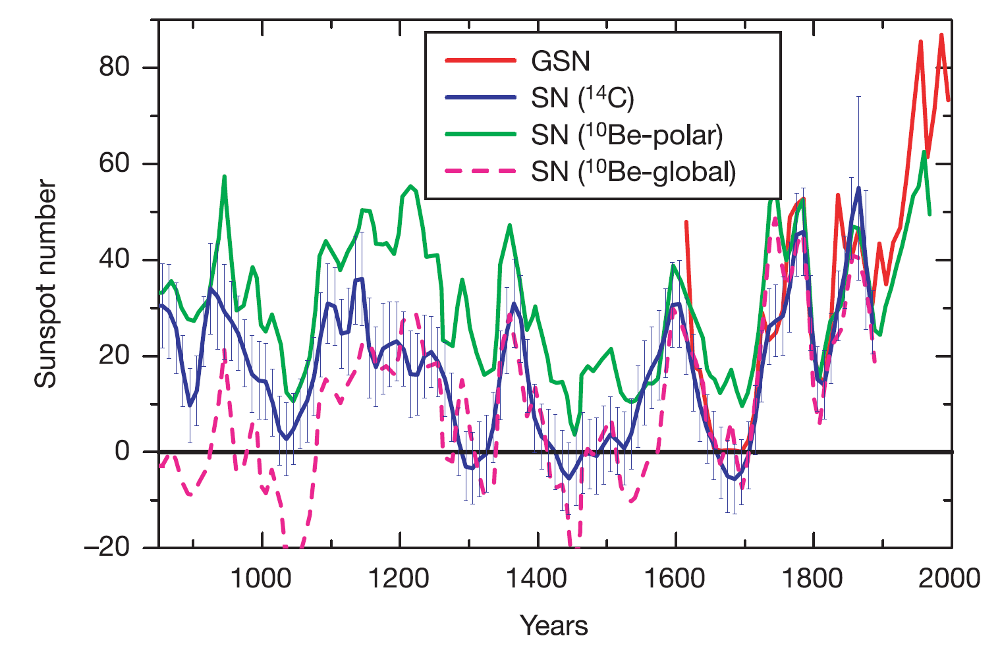 80
60
40
20
0
–20
Sunspot number
GSN
SN (¹⁴C)
SN (¹⁰Be-polar)
SN (¹⁰Be-global)
1000 1200 1400 1600 1800 2000
Years